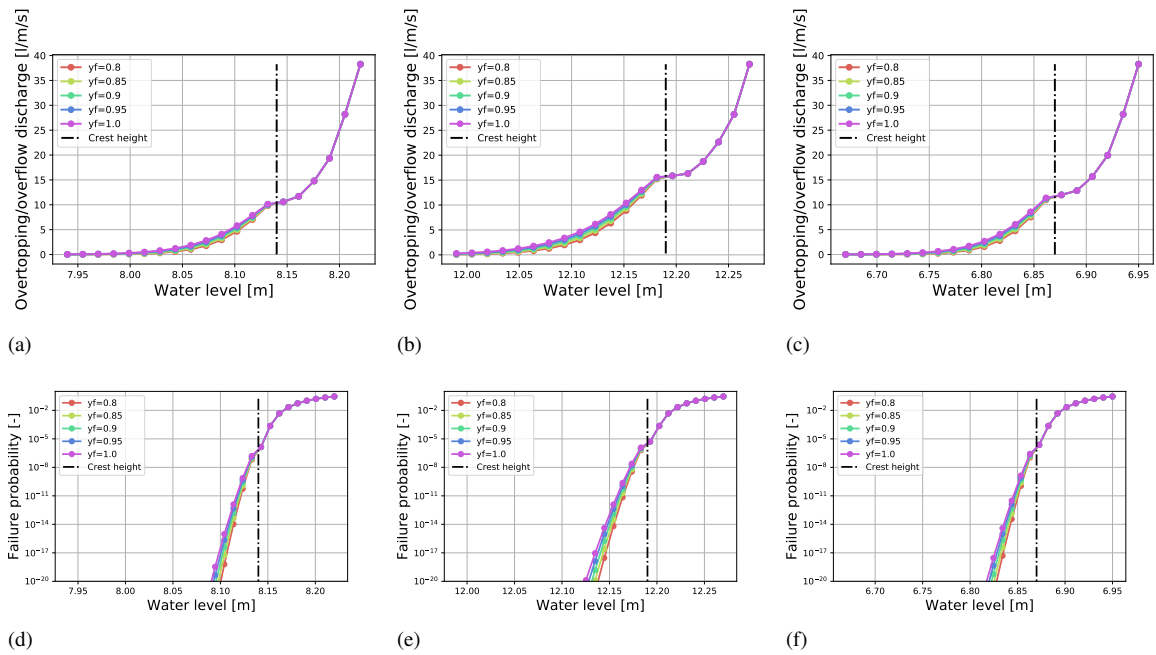 Overtopping/overflow discharge [l/m/s]
40
35
30
25
20
15
10
5
0
yf=0.8
yf=0.85
yf=0.9
yf=0.95
yf=1.0
Crest height
7.95 8.00 8.05 8.10 8.15 8.20
Water level [m]
(a)
Overtopping/overflow discharge [l/m/s]
40
35
30
25
20
15
10
5
0
yf=0.8
yf=0.85
yf=0.9
yf=0.95
yf=1.0
Crest height
12.00 12.05 12.10 12.15 12.20 12.25
Water level [m]
(b)
Overtopping/overflow discharge [l/m/s]
40
35
30
25
20
15
10
5
0
yf=0.8
yf=0.85
yf=0.9
yf=0.95
yf=1.0
Crest height
6.70 6.75 6.80 6.85 6.90 6.95
Water level [m]
(c)
Failure probability [-]
10⁻²
10⁻⁵
10⁻⁸
10⁻¹¹
10⁻¹⁴
10⁻¹⁷
10⁻²⁰
yf=0.8
yf=0.85
yf=0.9
yf=0.95
yf=1.0
Crest height
7.95 8.00 8.05 8.10 8.15 8.20
Water level [m]
(d)
Failure probability [-]
10⁻²
10⁻⁵
10⁻⁸
10⁻¹¹
10⁻¹⁴
10⁻¹⁷
10⁻²⁰
yf=0.8
yf=0.85
yf=0.9
yf=0.95
yf=1.0
Crest height
12.00 12.05 12.10 12.15 12.20 12.25
Water level [m]
(e)
Failure probability [-]
10⁻²
10⁻⁵
10⁻⁸
10⁻¹¹
10⁻¹⁴
10⁻¹⁷
10⁻²⁰
yf=0.8
yf=0.85
yf=0.9
yf=0.95
yf=1.0
Crest height
6.70 6.75 6.80 6.85 6.90 6.95
Water level [m]
(f)